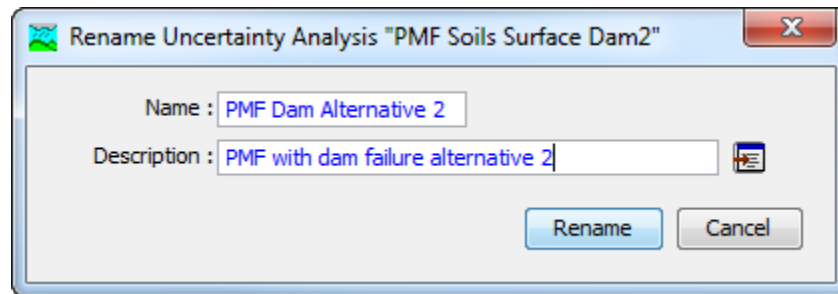 Rename Uncertainty Analysis "PMF Soils Surface Dam2"
Name : PMF Dam Alternative 2
Description : PMF with dam failure alternative 2
Rename Cancel